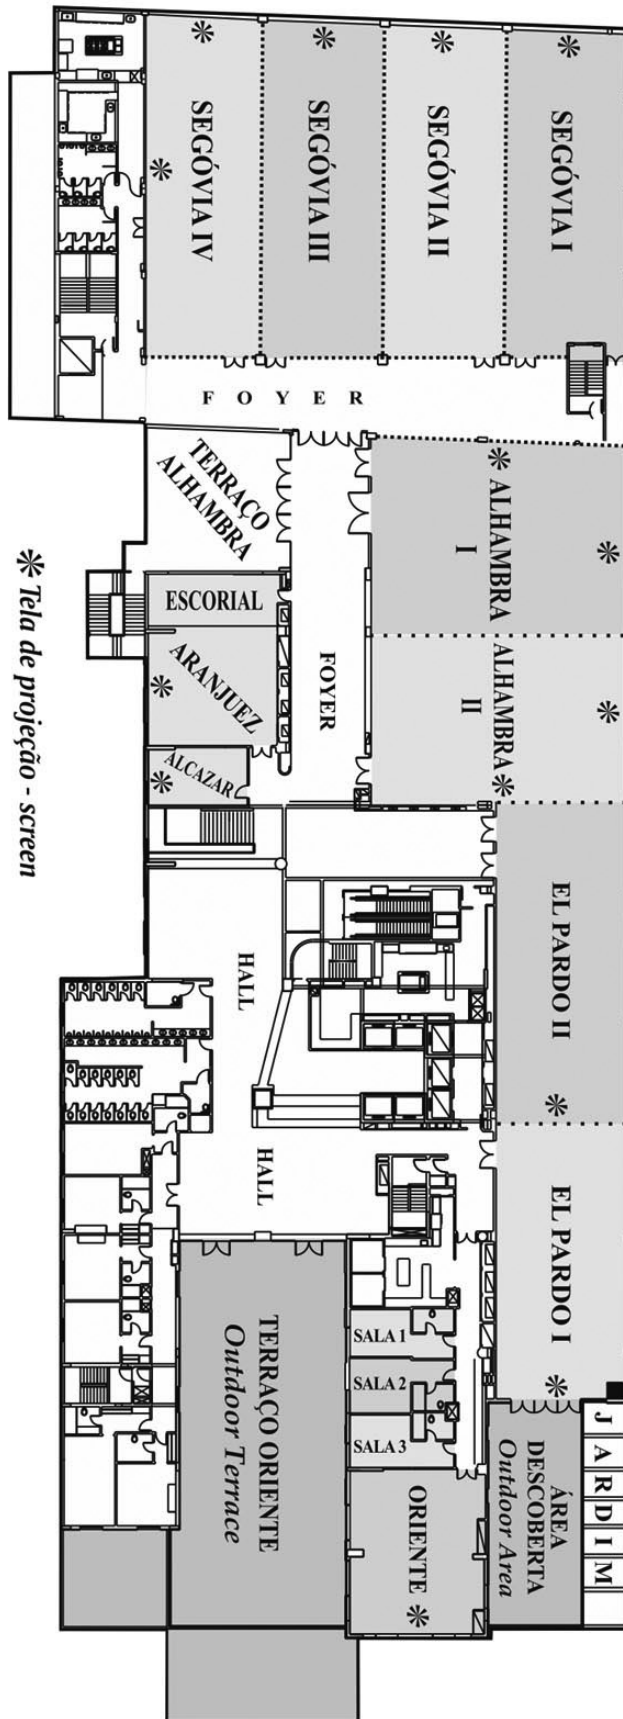 SEGÓVIA IV
SEGÓVIA III
SEGÓVIA II
SEGÓVIA I
FOYER
TERRAÇO
ALHAMBRA
ALHAMBRA
I
ESCORIAL
ARANJUEZ
FOYER
ALHAMBRA
II
ALCAZAR
* Tela de projeção - screen
HALL
EL PARDO II
HALL
EL PARDO I
TERRAÇO ORIENTE
Outdoor Terrace
SALA 1
SALA 2
SALA 3
ORIENTE
ÁREA
DESCOBERTA
Outdoor Area
JARDIM